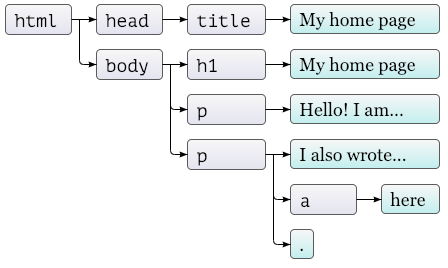 html head title My home page
body h1 My home page
p Hello! I am...
p I also wrote...
a here
.